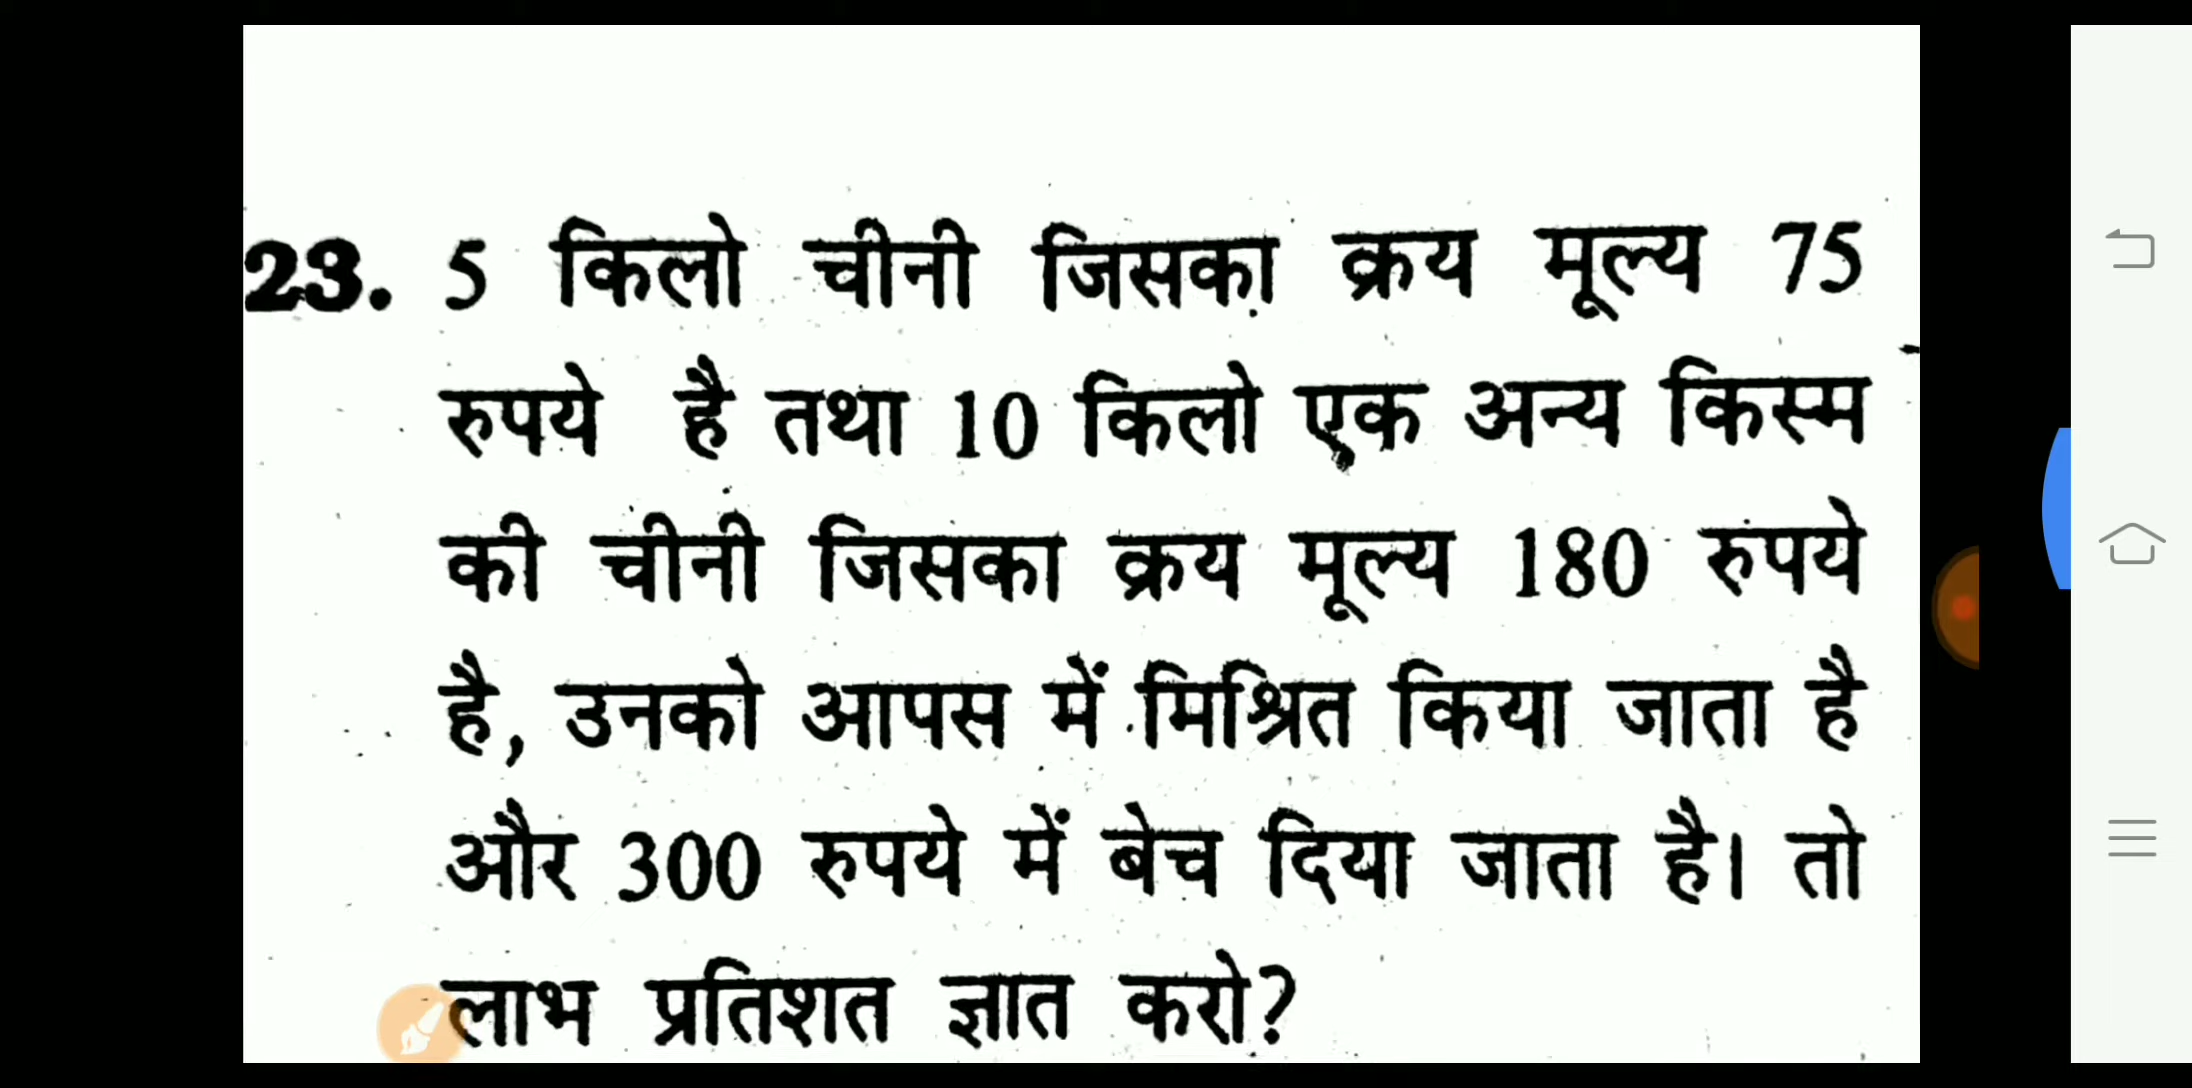 23. 5 किलो चीनी जिसका क्रय मूल्य 75
रुपये है तथा 10 किलो एक अन्य किस्म
की चीनी जिसका क्रय मूल्य 180 रुपये
है, उनको आपस में मिश्रित किया जाता है
और 300 रुपये में बेच दिया जाता है। तो
लाभ प्रतिशत ज्ञात करो?